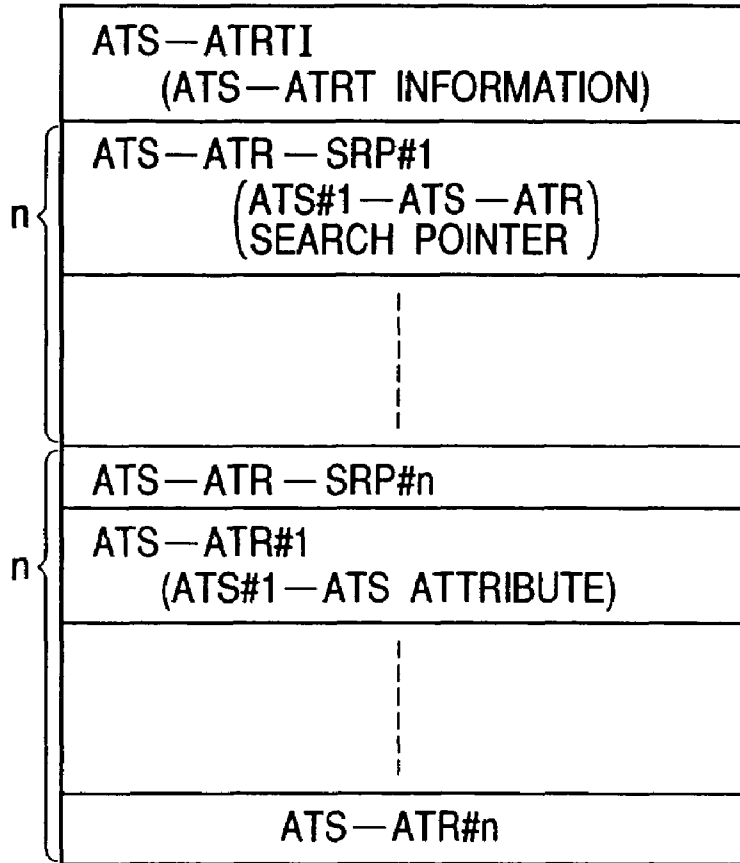 ATS—ATRTI
(ATS—ATRT INFORMATION)
n
ATS—ATR—SRP#1
(ATS#1—ATS—ATR
SEARCH POINTER)
ATS—ATR—SRP#n
n
ATS—ATR#1
(ATS#1—ATS ATTRIBUTE)
ATS—ATR#n